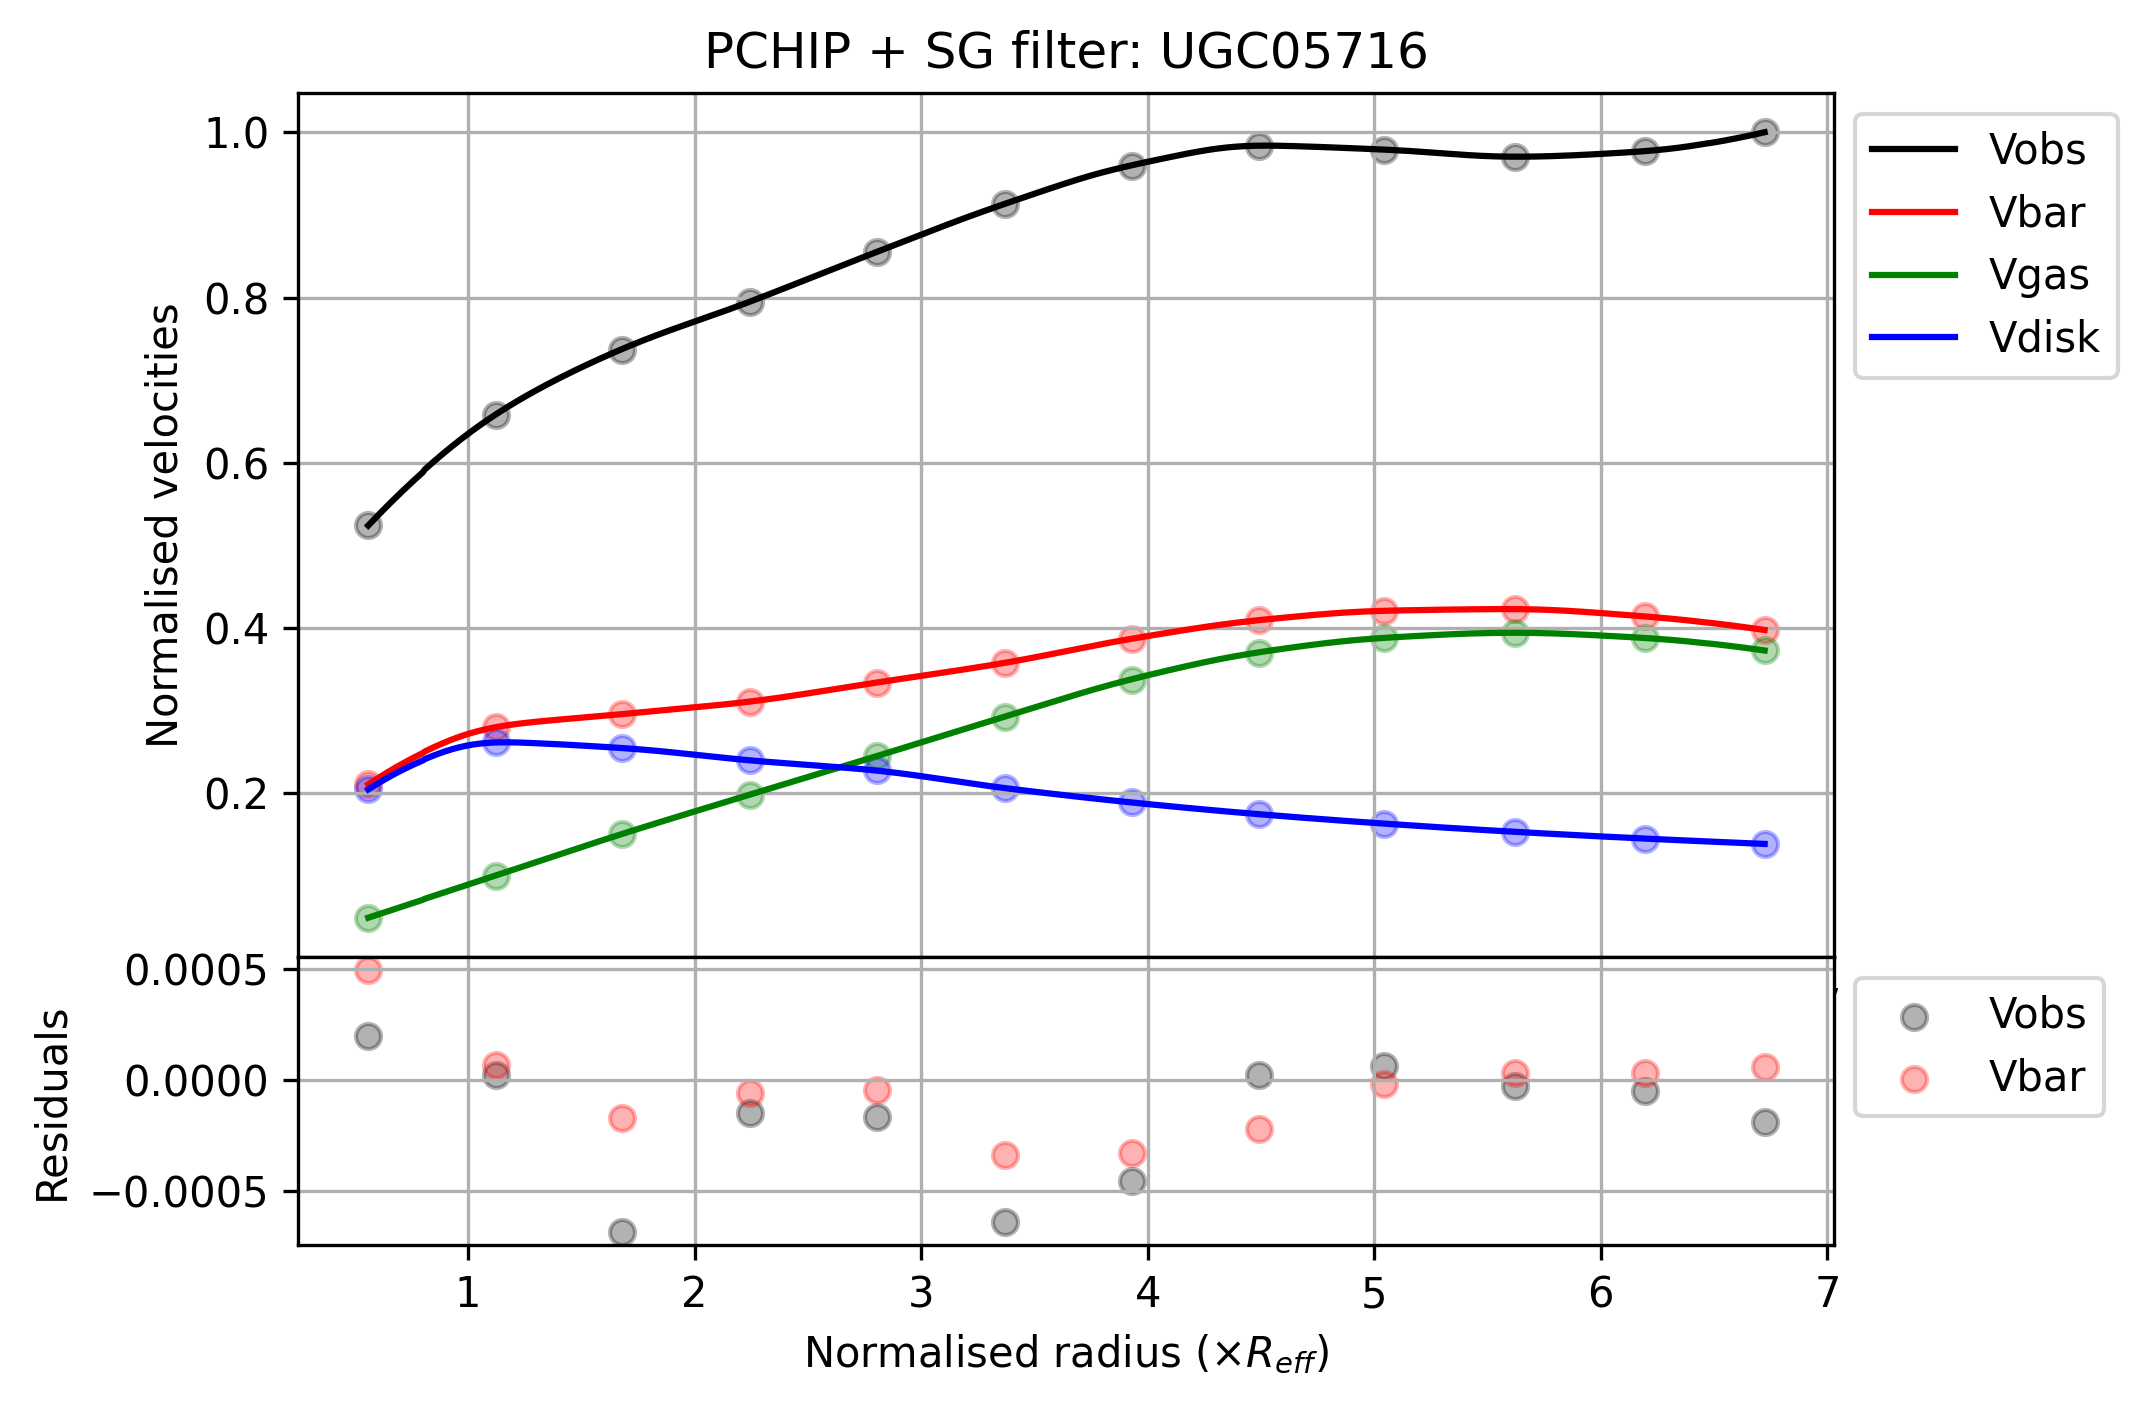 PCHIP + SG filter: UGC05716
Normalised velocities
1.0
0.8
0.6
0.4
0.2
Vobs
Vbar
Vgas
Vdisk
Residuals
0.0005
0.0000
−0.0005
Vobs
Vbar
1 2 3 4 5 6 7
Normalised radius (×R_{eff})